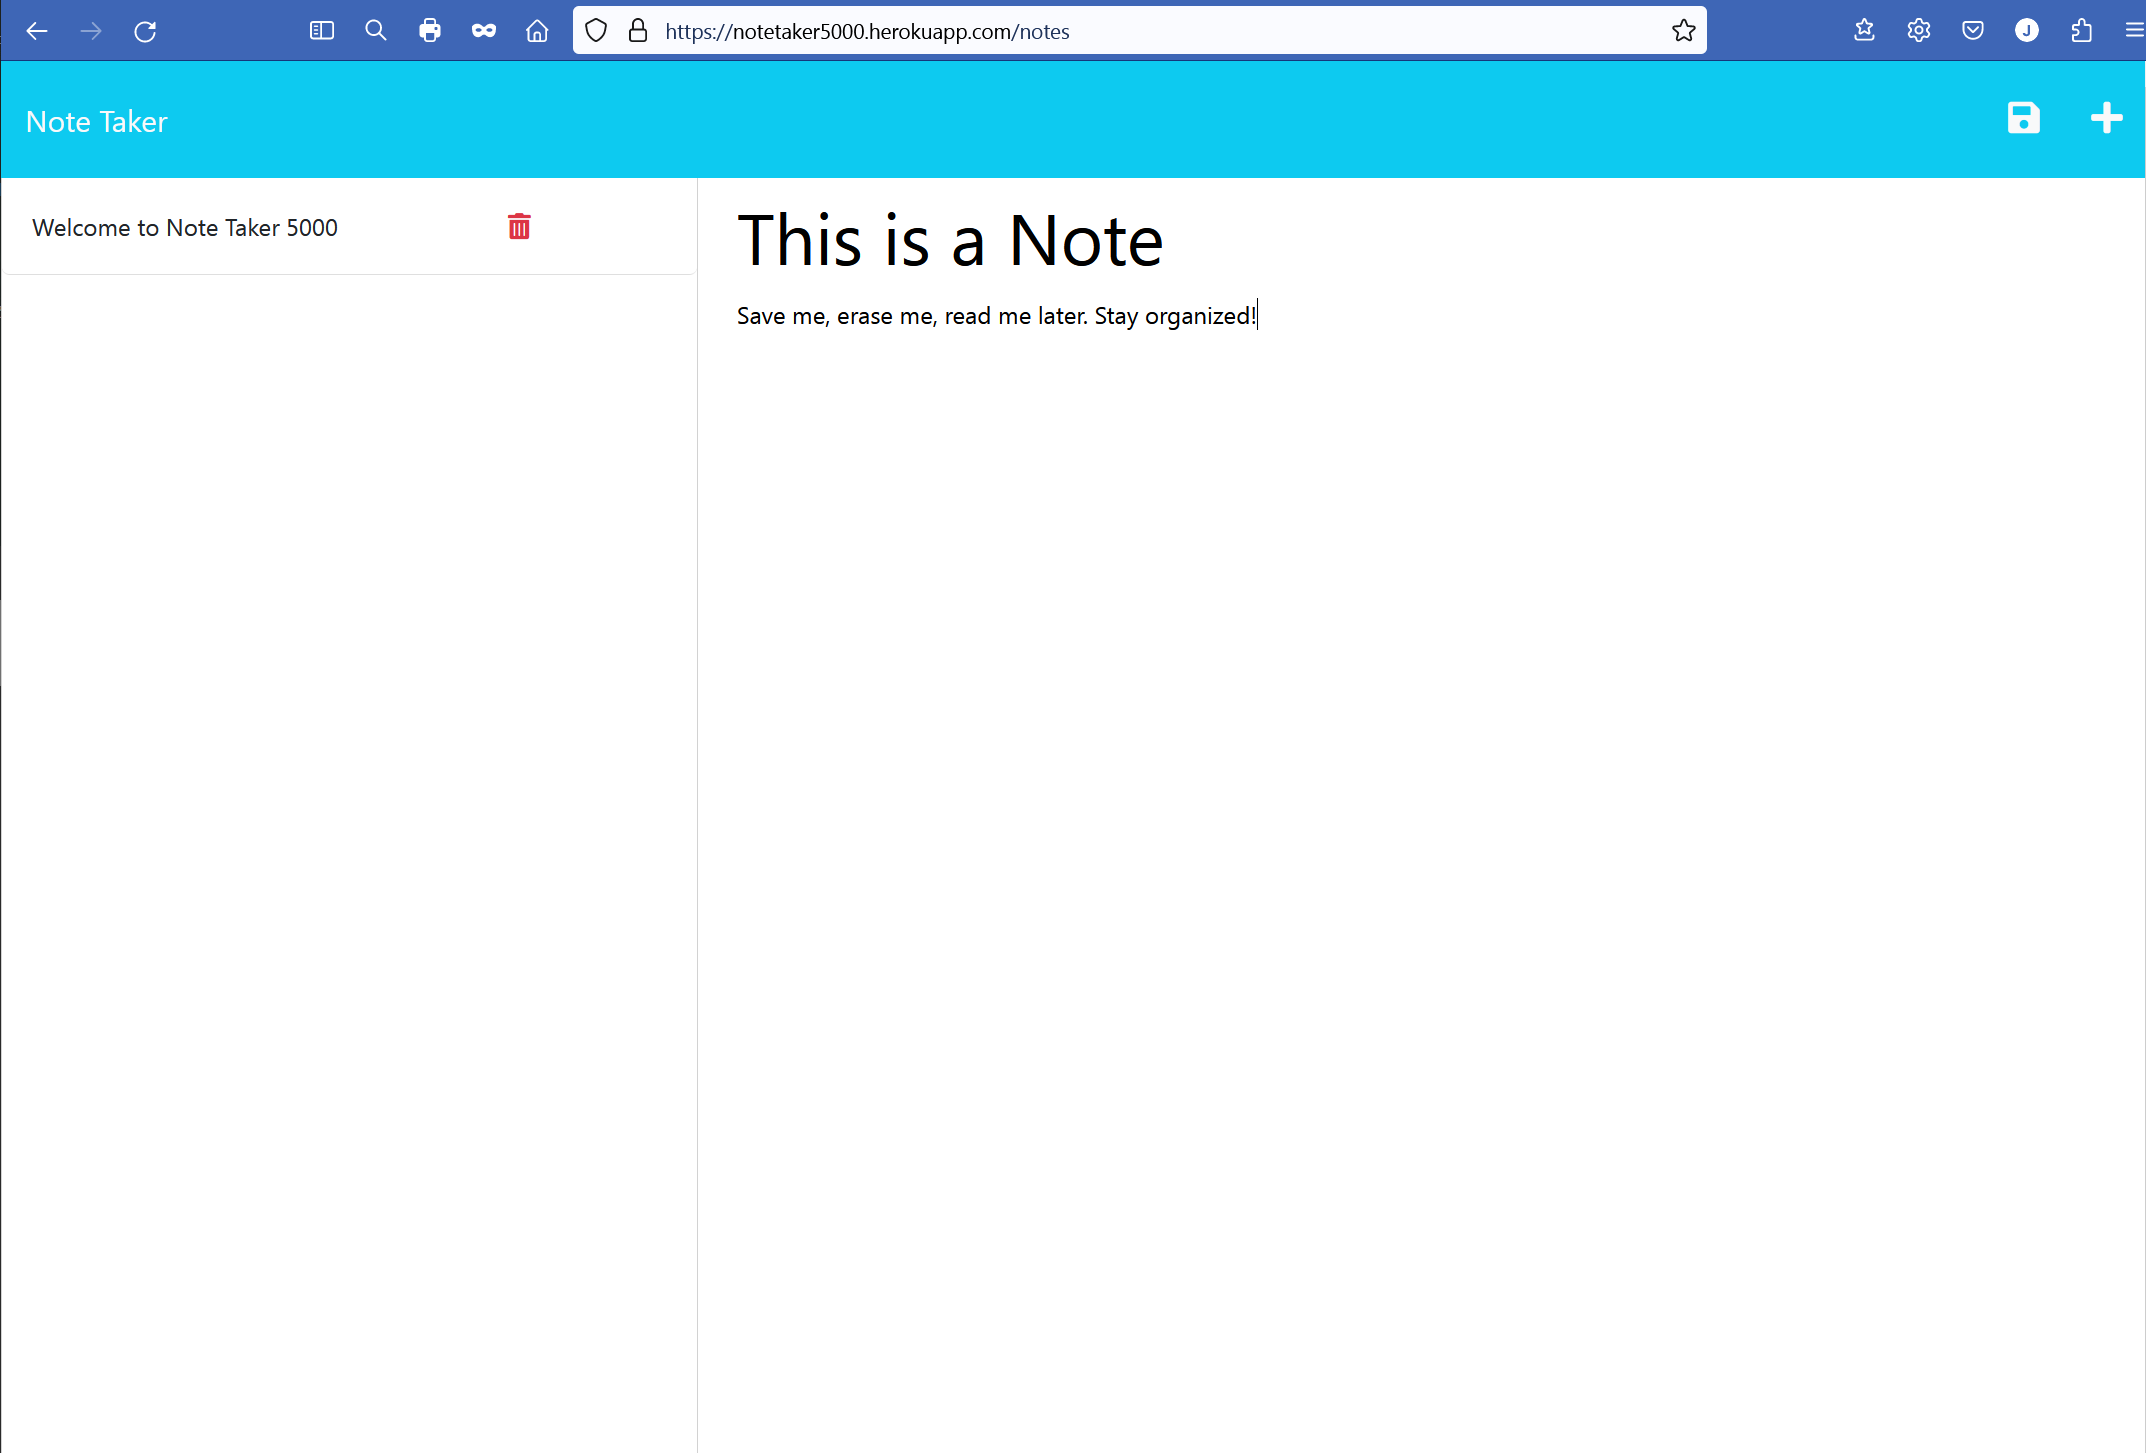 https://notetaker5000.herokuapp.com/notes
J
Note Taker
Welcome to Note Taker 5000
This is a Note
Save me, erase me, read me later. Stay organized!